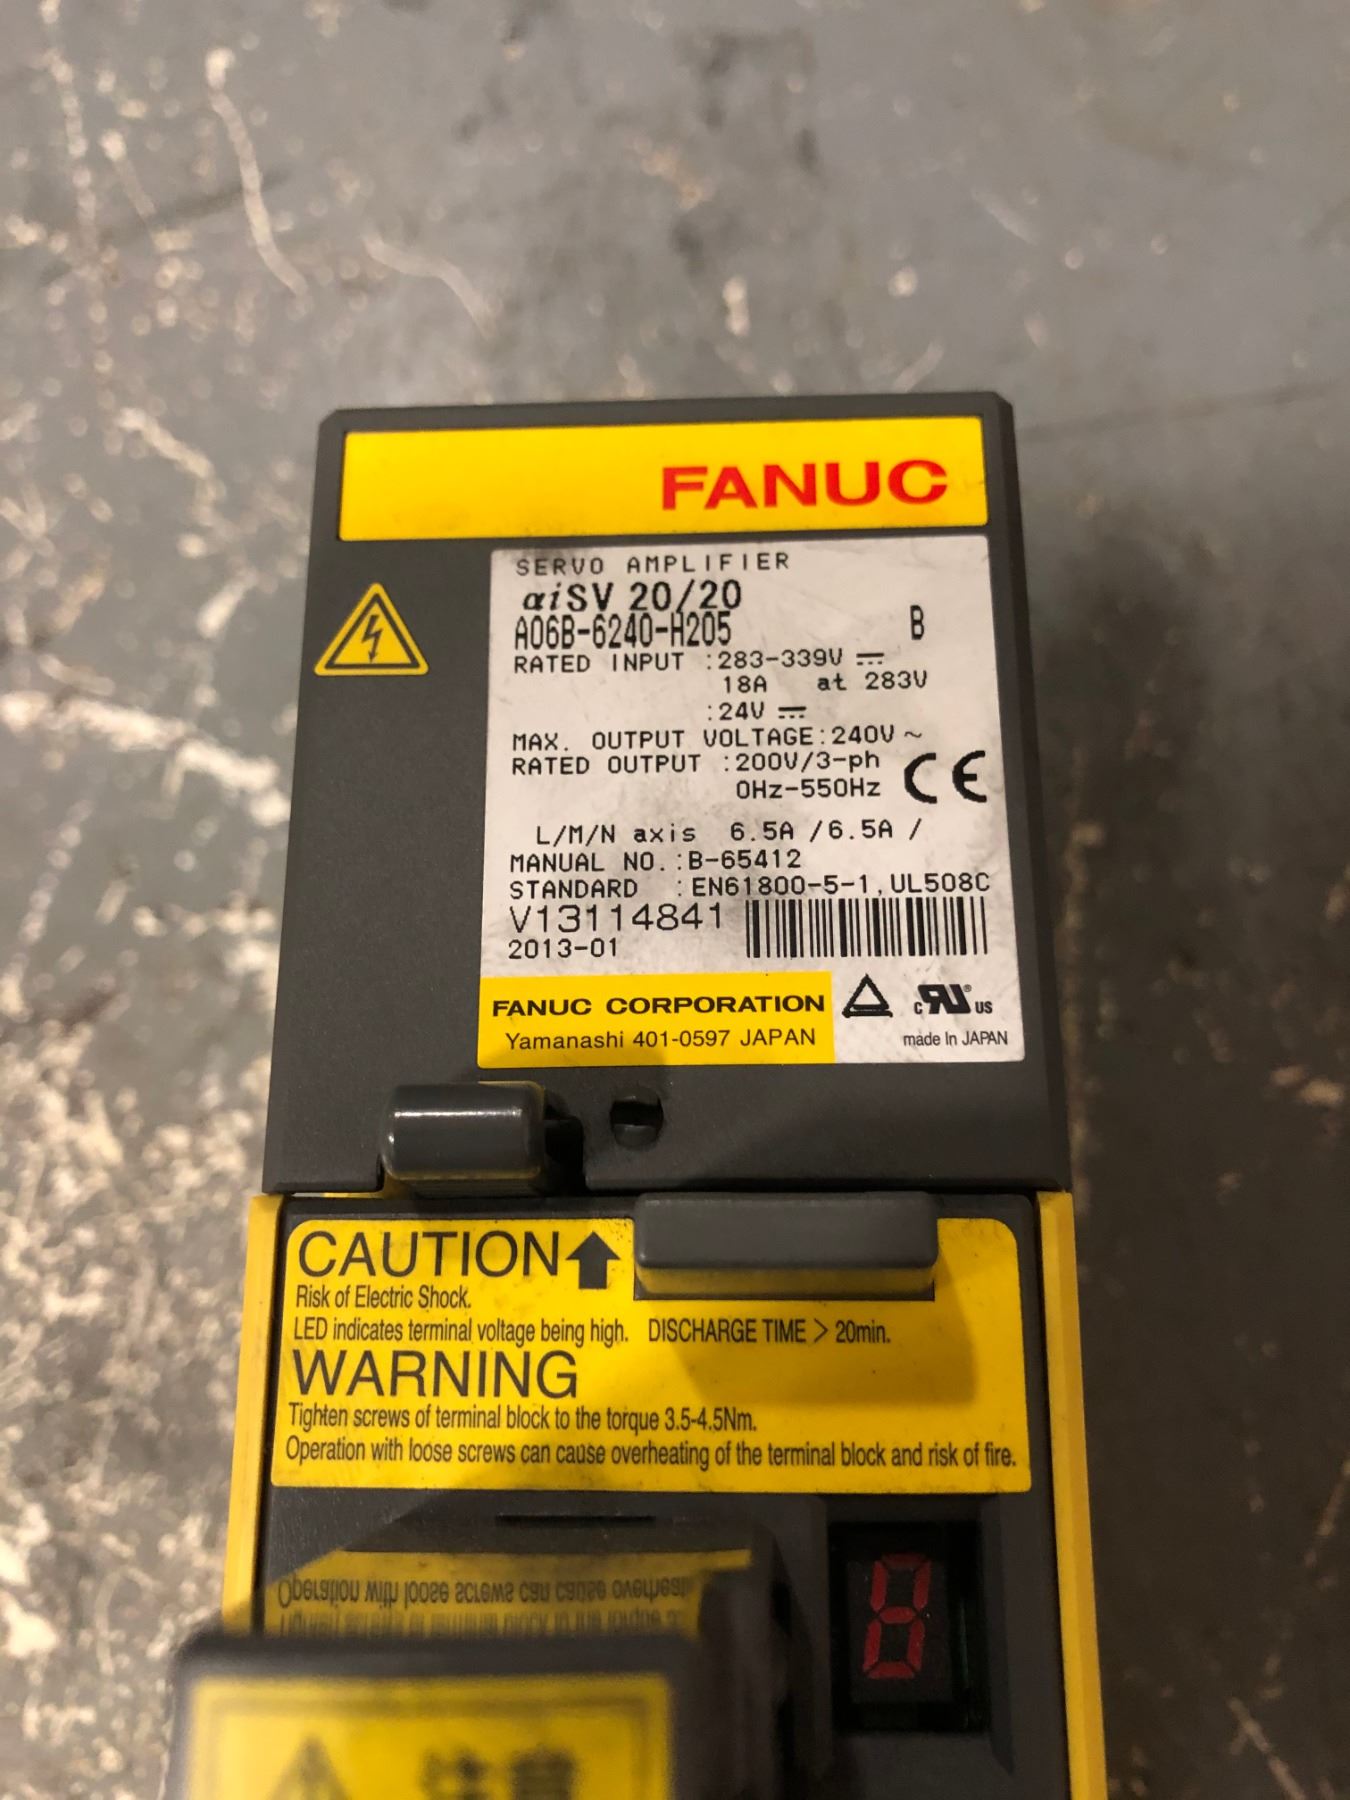 FANUC
SERVO AMPLIFIER
αiSV 20/20
A06B-6240-H205 B
RATED INPUT :283-339V ⎓
18A at 283V
:24V ⎓
MAX. OUTPUT VOLTAGE:240V ~
RATED OUTPUT :200V/3-ph
0Hz-550Hz
CE
L/M/N axis 6.5A /6.5A /
MANUAL NO.:B-65412
STANDARD :EN61800-5-1,UL508C
V13114841
2013-01
FANUC CORPORATION
Yamanashi 401-0597 JAPAN
c RU ® US
made In JAPAN
CAUTION
Risk of Electric Shock.
LED indicates terminal voltage being high. DISCHARGE TIME > 20min.
WARNING
Tighten screws of terminal block to the torque 3.5-4.5Nm.
Operation with loose screws can cause overheating of the terminal block and risk of fire.
8
注意